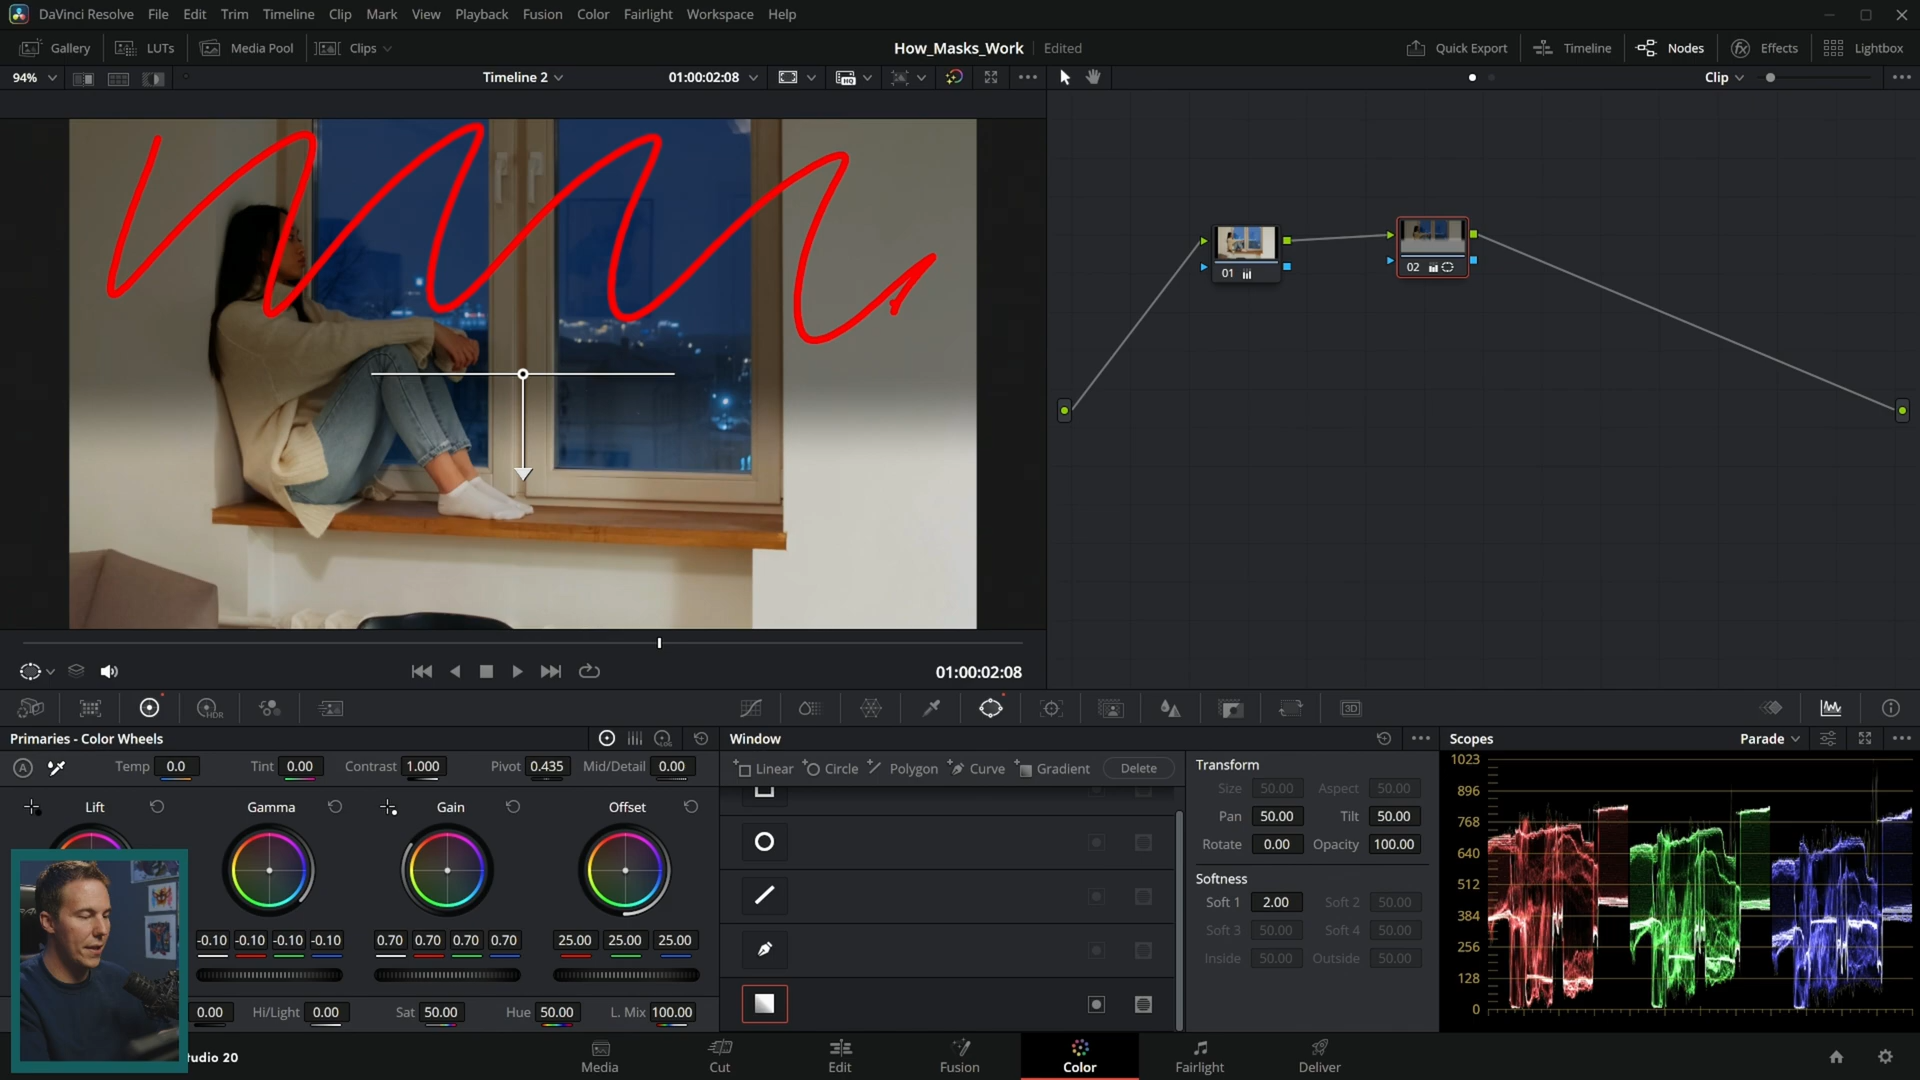 DaVinci Resolve File Edit Trim Timeline Clip Mark View Playback Fusion Color Fairlight Workspace Help
Gallery LUTs Media Pool Clips How_Masks_Work Edited Quick Export Timeline Nodes Effects Lightbox
94% Timeline 2 01:00:02:08 HQ Clip
01
02
01:00:02:08
HDR 3D
Primaries - Color Wheels LOG Window Scopes Parade
A Temp 0.0 Tint 0.00 Contrast 1.000 Pivot 0.435 Mid/Detail 0.00
Linear Circle Polygon Curve Gradient Delete
Lift Gamma Gain Offset
-0.10 -0.10 -0.10 -0.10 0.70 0.70 0.70 0.70 25.00 25.00 25.00
0.00 Hi/Light 0.00 Sat 50.00 Hue 50.00 L. Mix 100.00
Transform
Size 50.00 Aspect 50.00
Pan 50.00 Tilt 50.00
Rotate 0.00 Opacity 100.00
Softness
Soft 1 2.00 Soft 2 50.00
Soft 3 50.00 Soft 4 50.00
Inside 50.00 Outside 50.00
1023
896
768
640
512
384
256
128
0
tudio 20
Media Cut Edit Fusion Color Fairlight Deliver